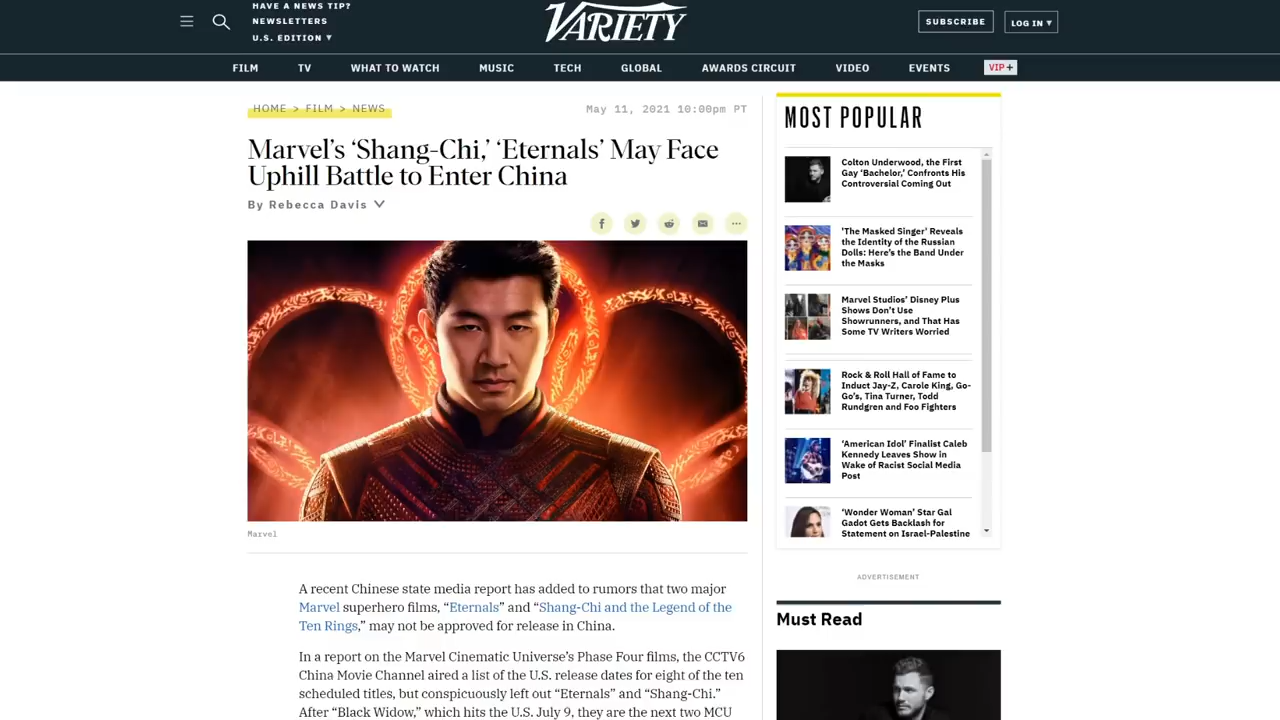 HAVE A NEWS TIP?
NEWSLETTERS
U.S. EDITION ▼
VARIETY
SUBSCRIBE
LOG IN ▼
FILM
TV
WHAT TO WATCH
MUSIC
TECH
GLOBAL
AWARDS CIRCUIT
VIDEO
EVENTS
VIP+
HOME > FILM > NEWS
May 11, 2021 10:00pm PT
Marvel's ‘Shang-Chi,’ ‘Eternals’ May Face
Uphill Battle to Enter China
By Rebecca Davis
Marvel
A recent Chinese state media report has added to rumors that two major
Marvel superhero films, “Eternals” and “Shang-Chi and the Legend of the
Ten Rings,” may not be approved for release in China.
In a report on the Marvel Cinematic Universe’s Phase Four films, the CCTV6
China Movie Channel aired a list of the U.S. release dates for eight of the ten
scheduled titles, but conspicuously left out “Eternals” and “Shang-Chi.”
After “Black Widow,” which hits the U.S. July 9, they are the next two MCU
MOST POPULAR
Colton Underwood, the First
Gay ‘Bachelor,’ Confronts His
Controversial Coming Out
'The Masked Singer' Reveals
the Identity of the Russian
Dolls: Here's the Band Under
the Masks
Marvel Studios’ Disney Plus
Shows Don’t Use
Showrunners, and That Has
Some TV Writers Worried
Rock & Roll Hall of Fame to
Induct Jay-Z, Carole King, Go-
Go’s, Tina Turner, Todd
Rundgren and Foo Fighters
‘American Idol’ Finalist Caleb
Kennedy Leaves Show in
Wake of Racist Social Media
Post
‘Wonder Woman’ Star Gal
Gadot Gets Backlash for
Statement on Israel-Palestine
ADVERTISEMENT
Must Read